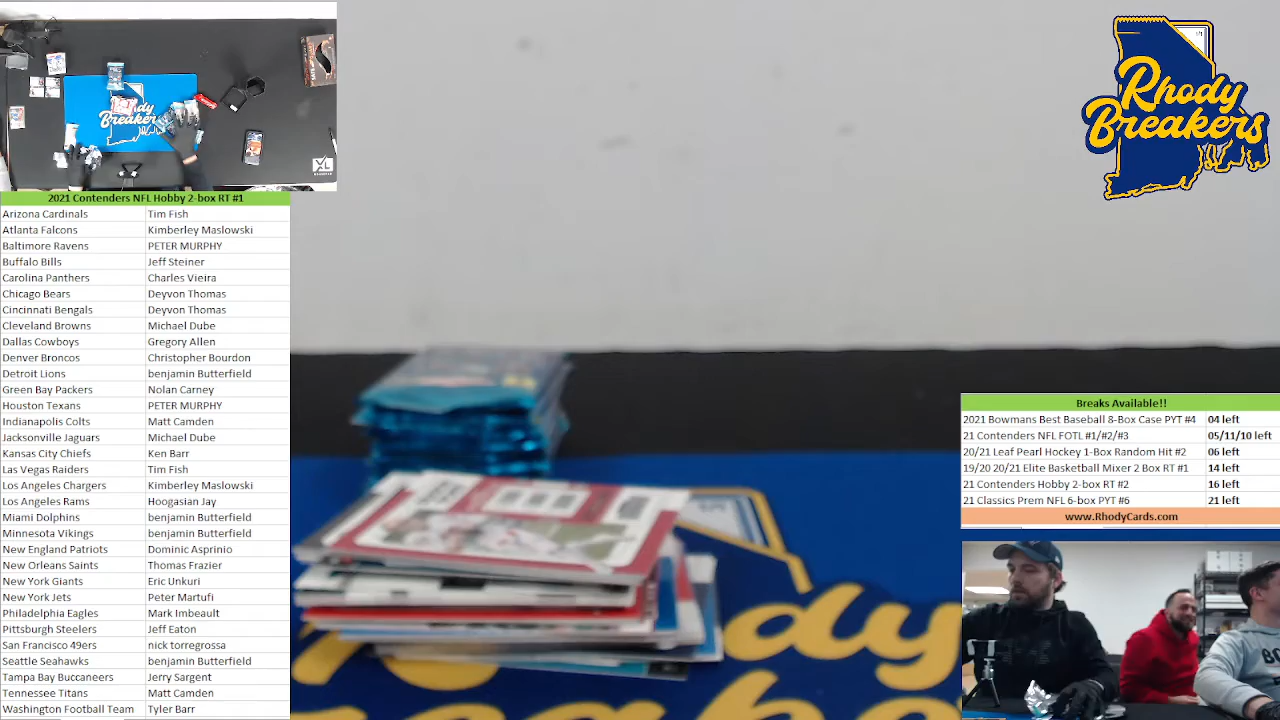 2021 Contenders NFL Hobby 2-box RT #1
Arizona Cardinals Tim Fish
Atlanta Falcons Kimberley Maslowski
Baltimore Ravens PETER MURPHY
Buffalo Bills Jeff Steiner
Carolina Panthers Charles Vieira
Chicago Bears Deyvon Thomas
Cincinnati Bengals Deyvon Thomas
Cleveland Browns Michael Dube
Dallas Cowboys Gregory Allen
Denver Broncos Christopher Bourdon
Detroit Lions benjamin Butterfield
Green Bay Packers Nolan Carney
Houston Texans PETER MURPHY
Indianapolis Colts Matt Camden
Jacksonville Jaguars Michael Dube
Kansas City Chiefs Ken Barr
Las Vegas Raiders Tim Fish
Los Angeles Chargers Kimberley Maslowski
Los Angeles Rams Hoogasian Jay
Miami Dolphins benjamin Butterfield
Minnesota Vikings benjamin Butterfield
New England Patriots Dominic Asprinio
New Orleans Saints Thomas Frazier
New York Giants Eric Unkuri
New York Jets Peter Martufi
Philadelphia Eagles Mark Imbeault
Pittsburgh Steelers Jeff Eaton
San Francisco 49ers nick torregrossa
Seattle Seahawks benjamin Butterfield
Tampa Bay Buccaneers Jerry Sargent
Tennessee Titans Matt Camden
Washington Football Team Tyler Barr
Rhody
Breakers
Rhody
Breakers
Breaks Available!!
2021 Bowmans Best Baseball 8-Box Case PYT #4 04 left
21 Contenders NFL FOTL #1/#2/#3 05/11/10 left
20/21 Leaf Pearl Hockey 1-Box Random Hit #2 06 left
19/20 20/21 Elite Basketball Mixer 2 Box RT #1 14 left
21 Contenders Hobby 2-box RT #2 16 left
21 Classics Prem NFL 6-box PYT #6 21 left
www.RhodyCards.com